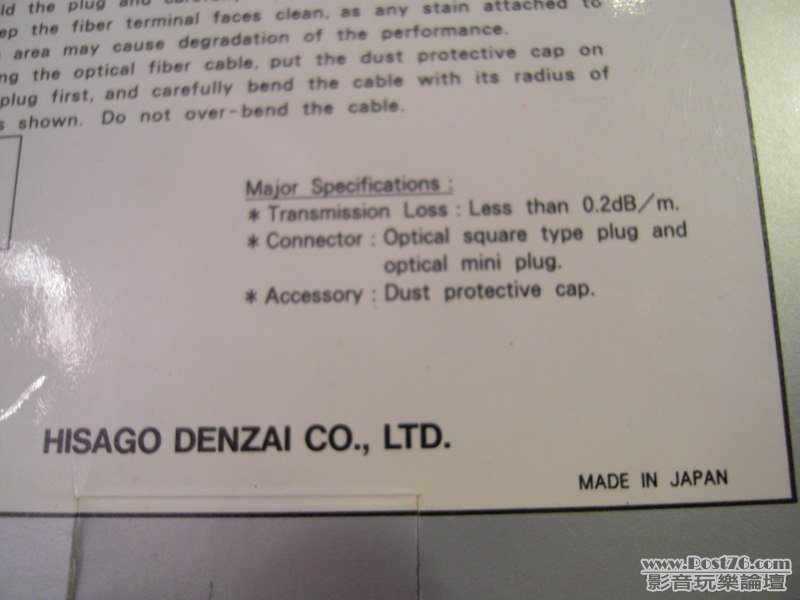 ld the plug and
ep the fiber terminal faces clean, as any stain attached to
area may cause degradation of the performance.
ng the optical fiber cable, put the dust protective cap on
plug first, and carefully bend the cable with its radius of
s shown. Do not over-bend the cable.
Major Specifications :
* Transmission Loss : Less than 0.2dB/m.
* Connector : Optical square type plug and
optical mini plug.
* Accessory : Dust protective cap.
HISAGO DENZAI CO., LTD.
MADE IN JAPAN
www.Post76.com
影音玩樂論壇